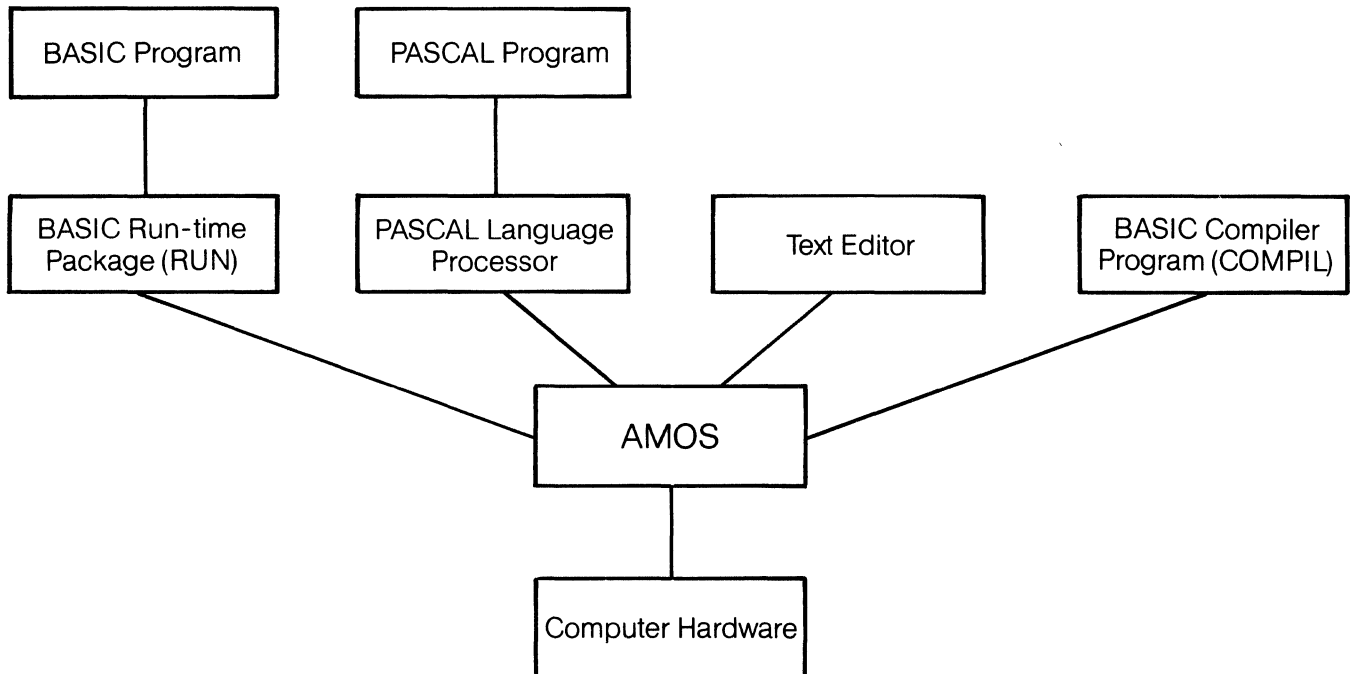 BASIC Program
PASCAL Program
BASIC Run-time
Package (RUN)
PASCAL Language
Processor
Text Editor
BASIC Compiler
Program (COMPIL)
AMOS
Computer Hardware